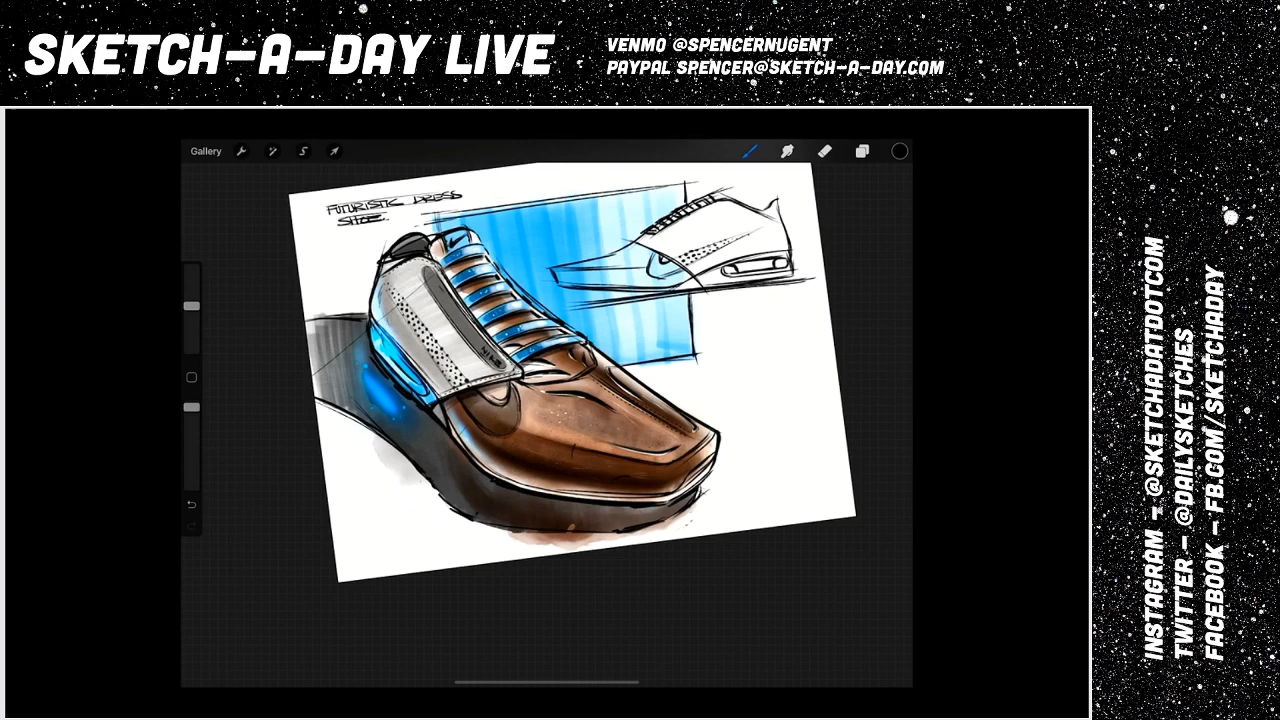 SKETCH-A-DAY LIVE
VENMO @SPENCERNUGENT
PAYPAL SPENCER@SKETCH-A-DAY.COM
Gallery
FUTURISTIC DRESS
SHOE.
NIKE
INSTAGRAM - @SKETCHADAYDOTCOM
TWITTER - @DAILYSKETCHES
FACEBOOK - FB.COM/SKETCHADAY